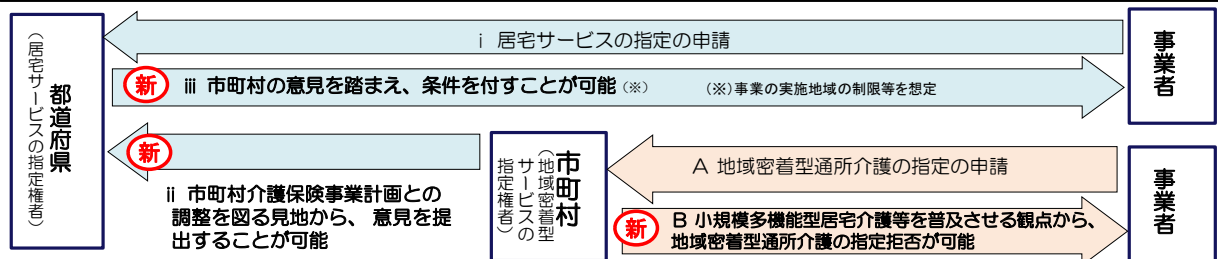 都道府県
（居宅サービスの指定権者）
ⅰ 居宅サービスの指定の申請
事業者
新
ⅲ 市町村の意見を踏まえ、条件を付すことが可能（※）
（※）事業の実施地域の制限等を想定
新
ⅱ 市町村介護保険事業計画との
調整を図る見地から、 意見を提
出することが可能
市町村
（地域密着型
サービスの
指定権者）
A 地域密着型通所介護の指定の申請
事業者
新
B 小規模多機能型居宅介護等を普及させる観点から、
地域密着型通所介護の指定拒否が可能